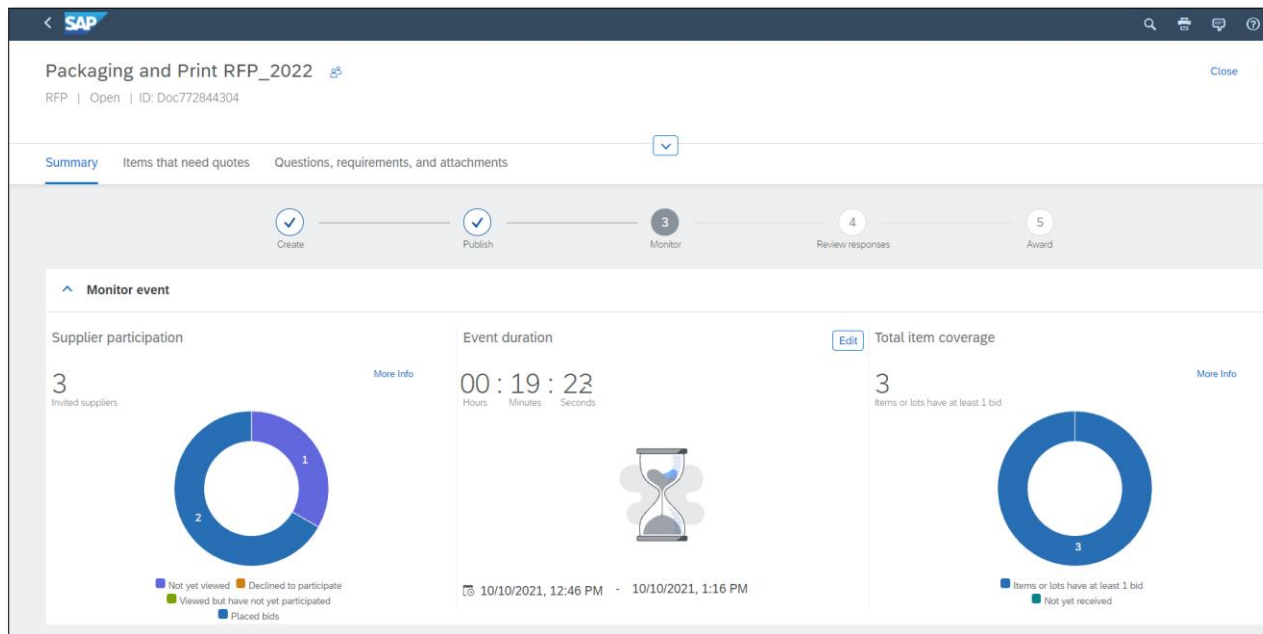 SAP
Packaging and Print RFP_2022
Close
RFP | Open | ID: Doc772844304
Summary Items that need quotes Questions, requirements, and attachments
3 4 5
Create Publish Monitor Review responses Award
Monitor event
Supplier participation
More Info
3
Invited suppliers
1
2
Not yet viewed Declined to participate
Viewed but have not yet participated
Placed bids
Event duration
Edit
00 : 19 :
Hours Minutes Seconds
10/10/2021, 12:46 PM - 10/10/2021, 1:16 PM
Total item coverage
More Info
3
Items or lots have at least 1 bid
3
Items or lots have at least 1 bid
Not yet received